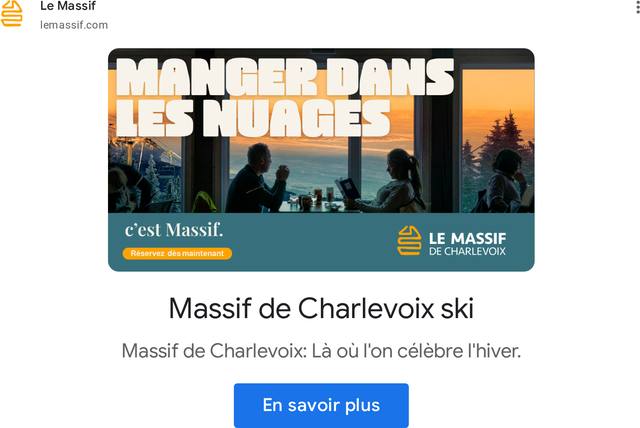 Le Massif
lemassif.com
MANGER DANS
LES NUAGES
c'est Massif.
Réservez dès maintenant
LE MASSIF
DE CHARLEVOIX
Massif de Charlevoix ski
Massif de Charlevoix: Là où l'on célèbre l'hiver.
En savoir plus